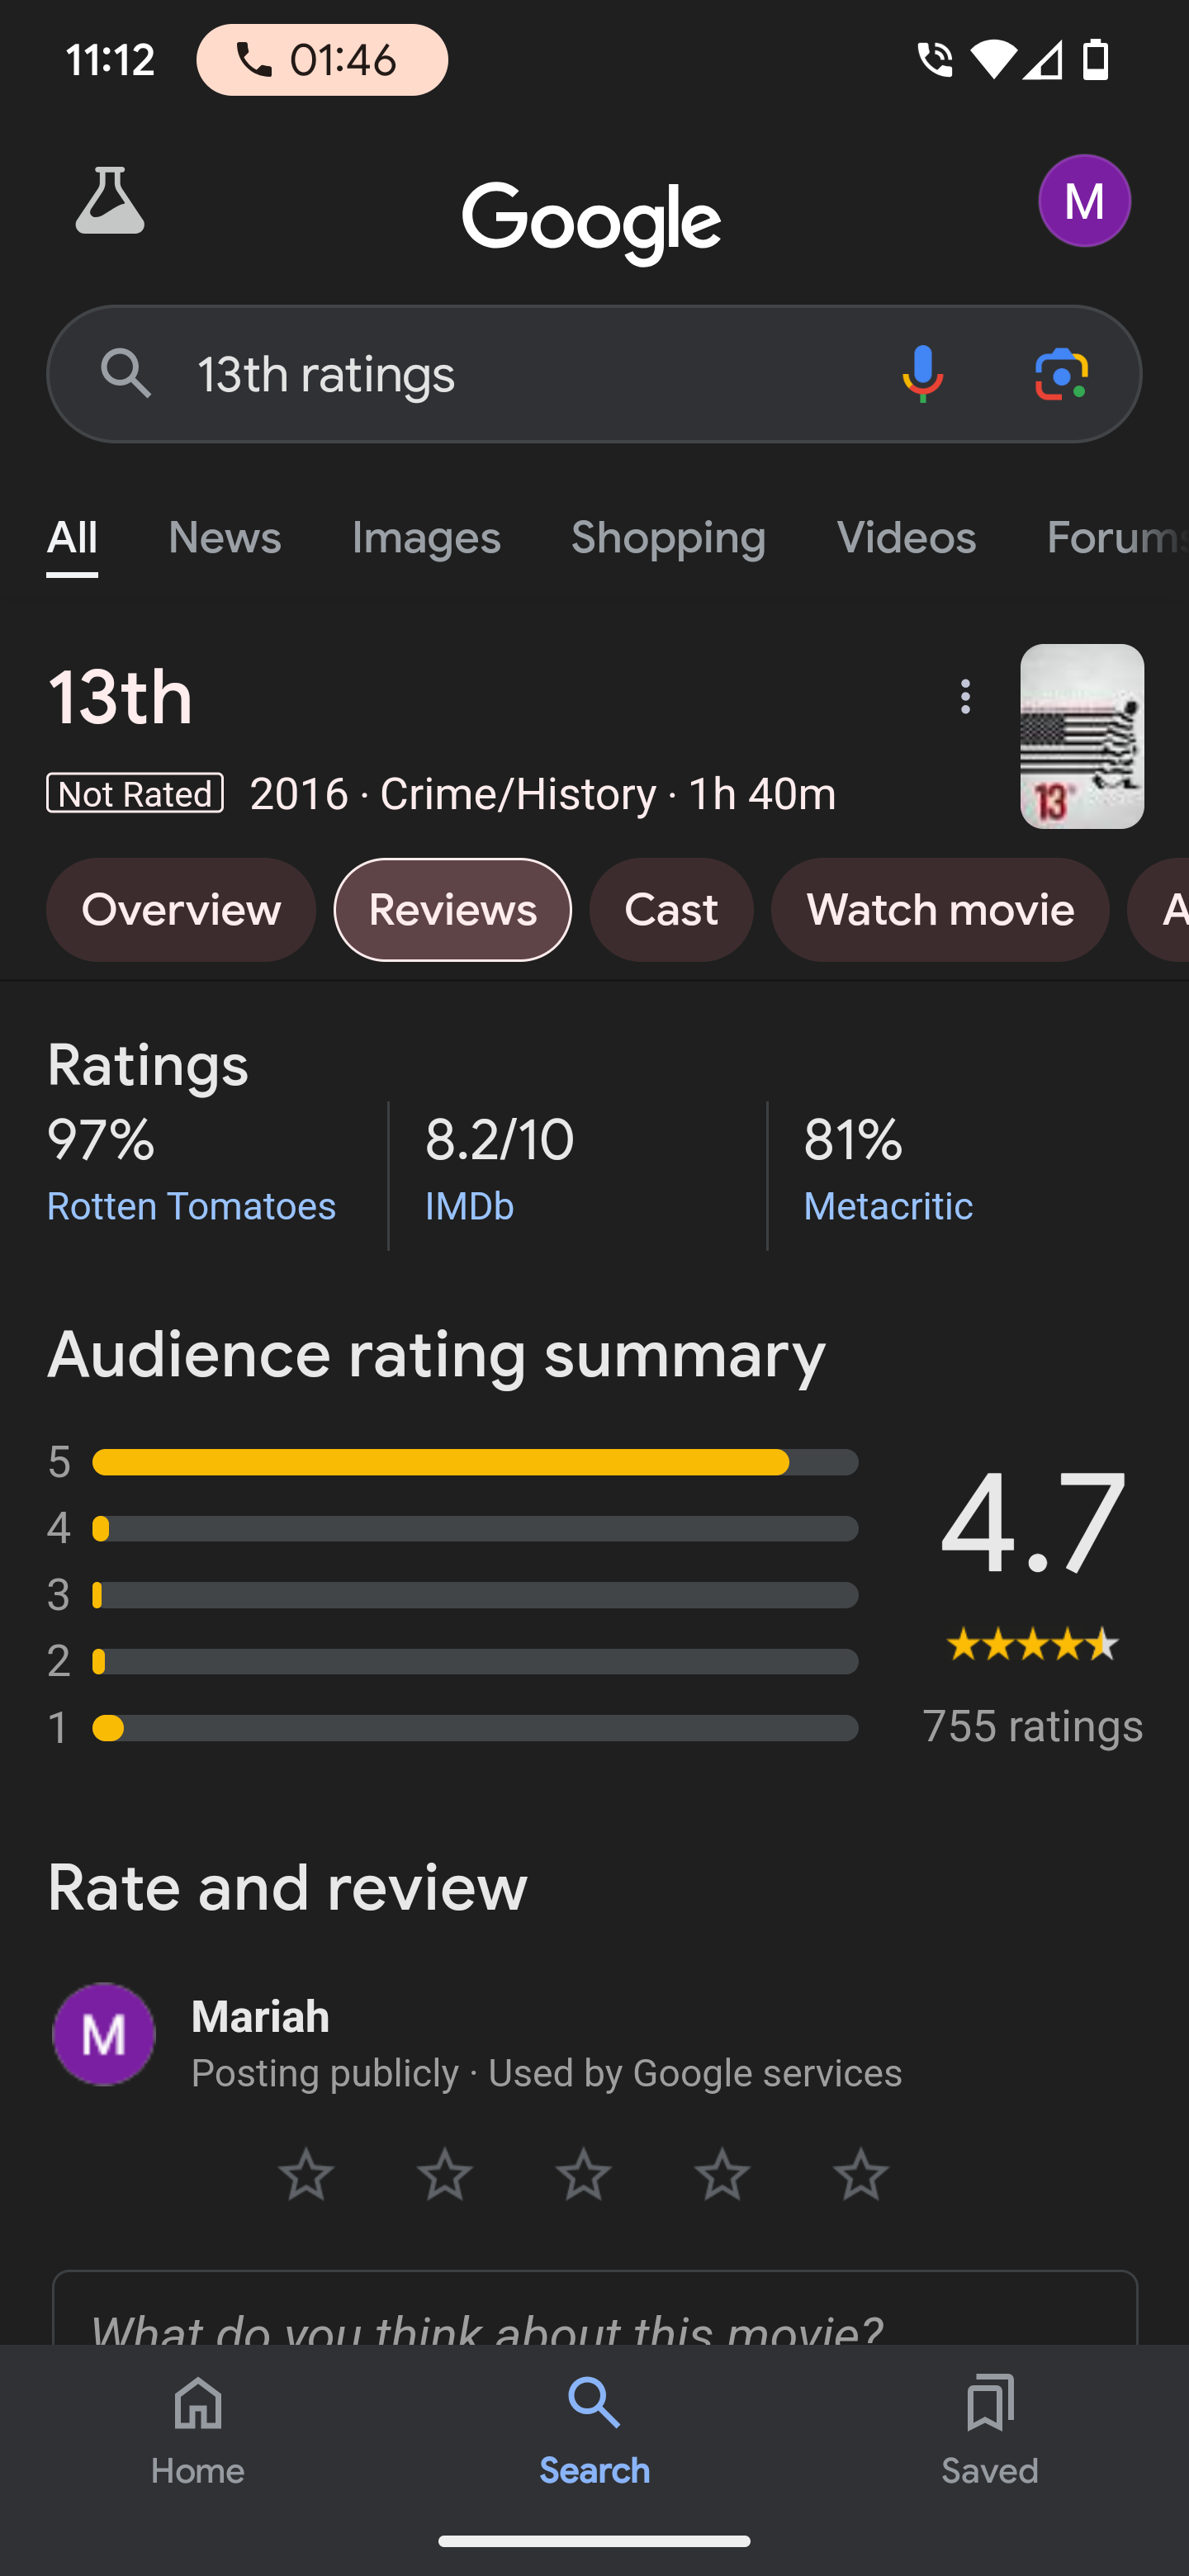 11:12 01:46
Google
M
13th ratings
All News Images Shopping Videos Forums
13th
Not Rated 2016 · Crime/History · 1h 40m
13
Overview Reviews Cast Watch movie A
Ratings
97% 8.2/10 81%
Rotten Tomatoes IMDb Metacritic
Audience rating summary
5
4
3
2
1
4.7
755 ratings
Rate and review
M
Mariah
Posting publicly · Used by Google services
What do you think about this movie?
Home Search Saved